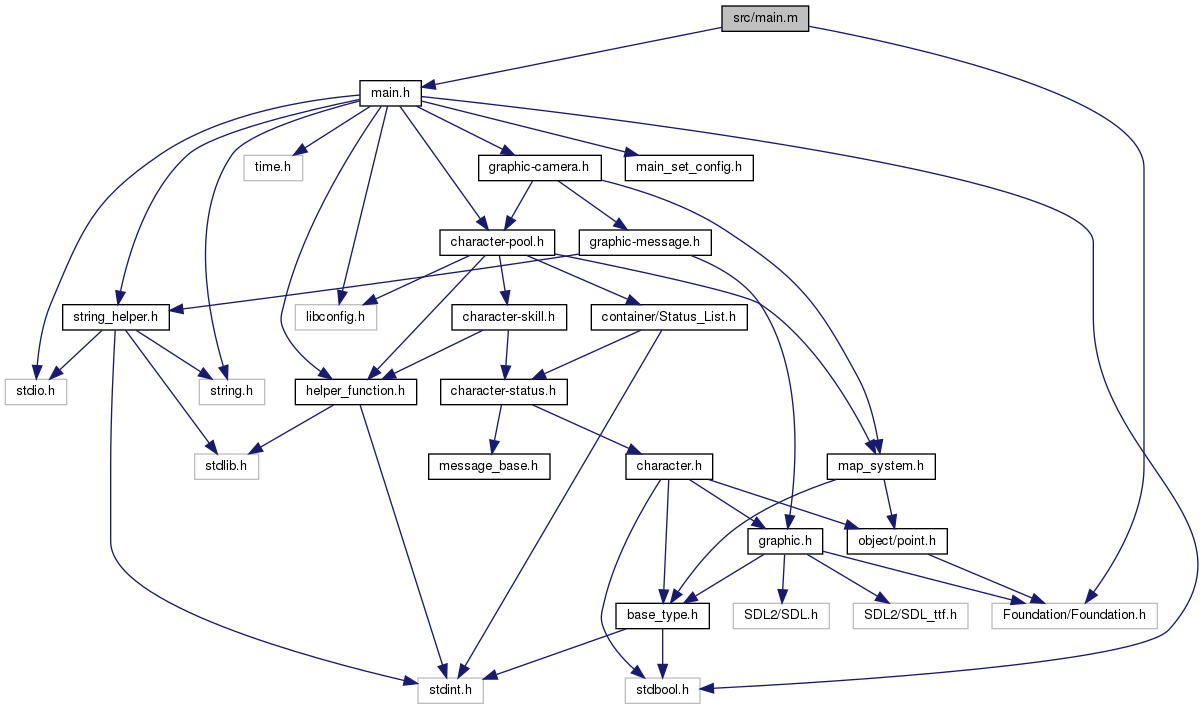 src/main.m
main.h
time.h
graphic-camera.h
main_set_config.h
character-pool.h
graphic-message.h
string_helper.h
libconfig.h
character-skill.h
container/Status_List.h
stdio.h
string.h
helper_function.h
character-status.h
stdlib.h
message_base.h
character.h
map_system.h
graphic.h
object/point.h
base_type.h
SDL2/SDL.h
SDL2/SDL_ttf.h
Foundation/Foundation.h
stdint.h
stdbool.h